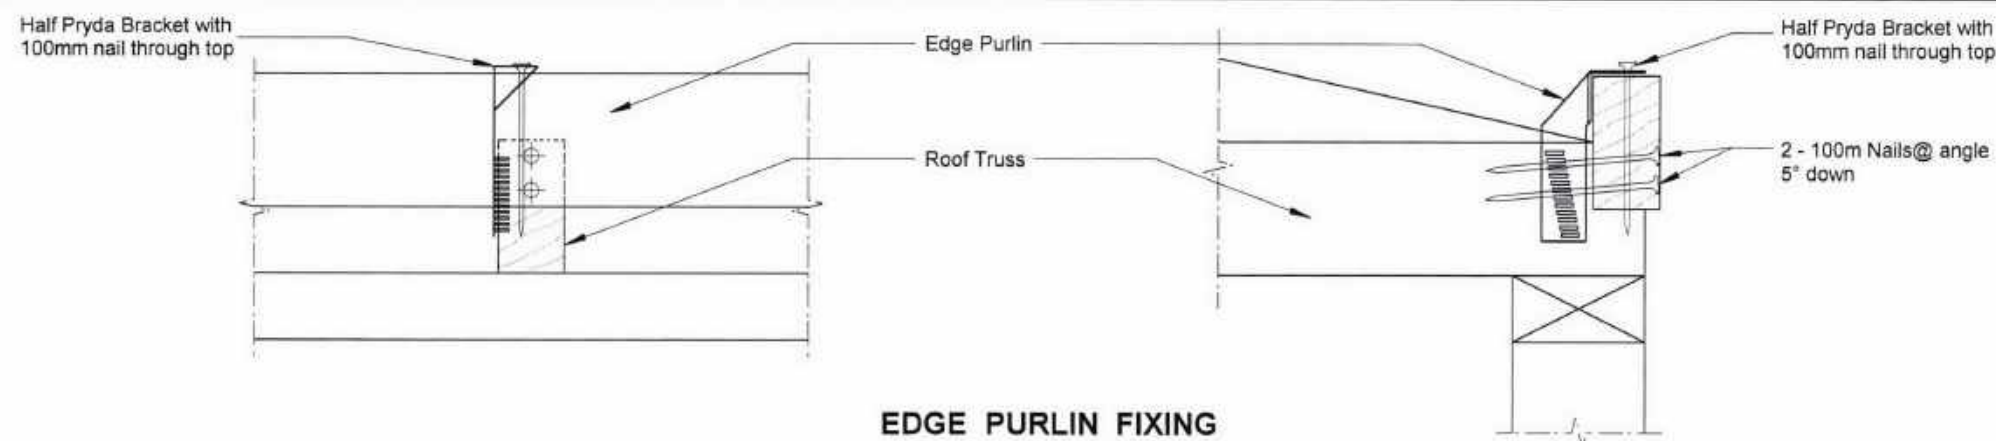 Half Pryda Bracket with
100mm nail through top
Edge Purlin
Roof Truss
Half Pryda Bracket with
100mm nail through top
2 - 100m Nails@ angle
5° down
EDGE PURLIN FIXING